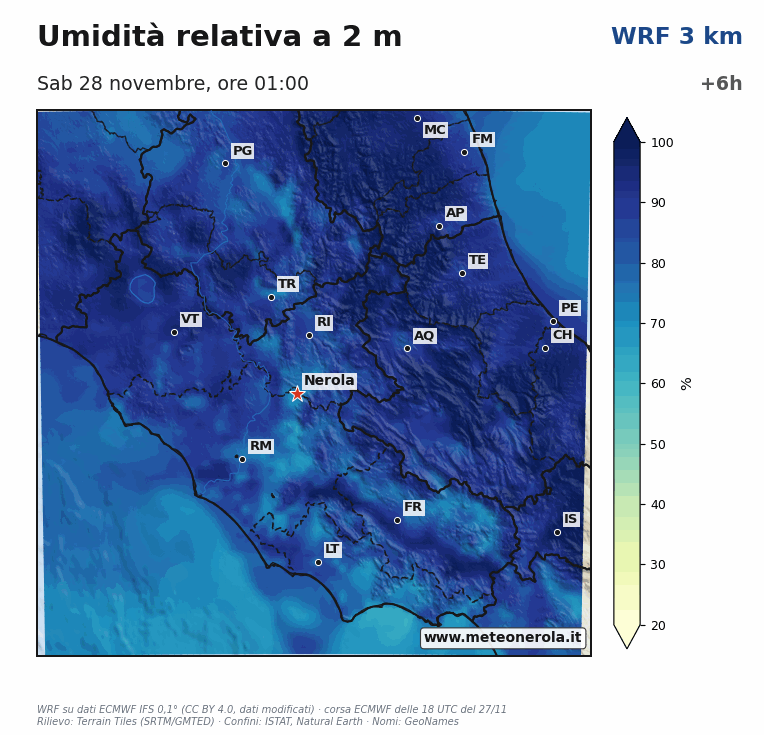 Umidità relativa a 2 m
WRF 3 km
Sab 28 novembre, ore 01:00
+6h
MC
FM
PG
AP
TE
TR
PE
VT
RI
AQ
CH
Nerola
RM
FR
IS
LT
www.meteonerola.it
100
90
80
70
60
50
40
30
20
%
WRF su dati ECMWF IFS 0,1° (CC BY 4.0, dati modificati) · corsa ECMWF delle 18 UTC del 27/11
Rilievo: Terrain Tiles (SRTM/GMTED) · Confini: ISTAT, Natural Earth · Nomi: GeoNames